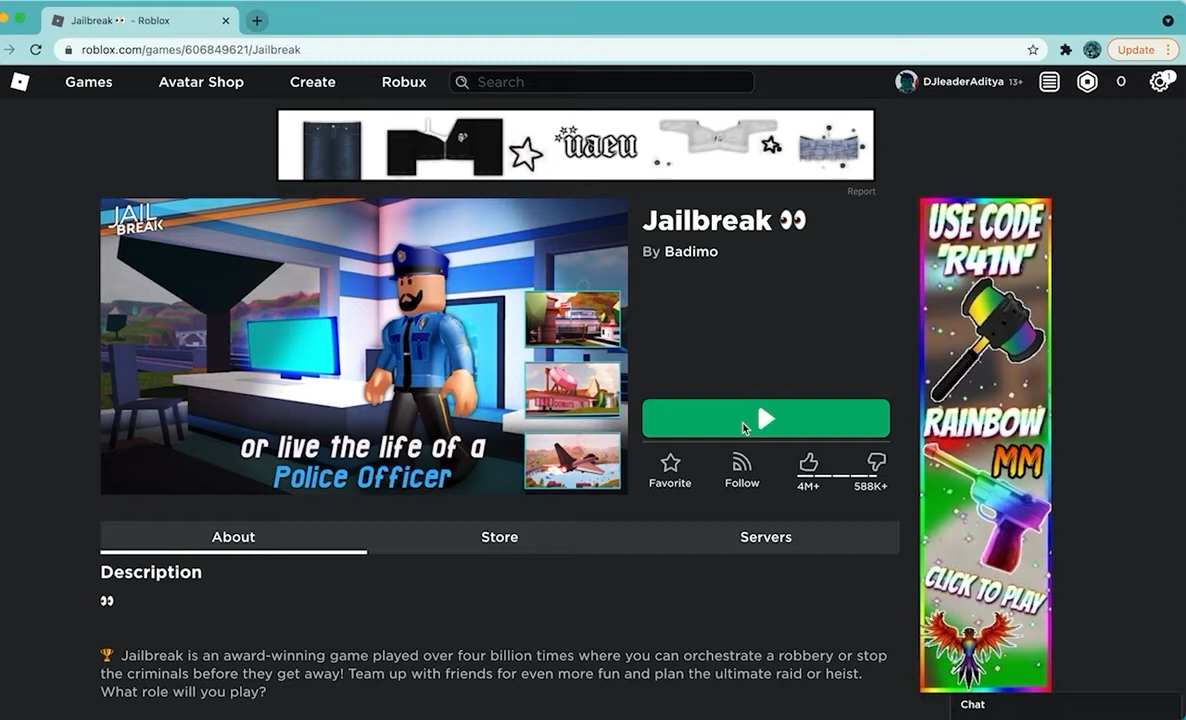 Jailbreak 👀 - Roblox
roblox.com/games/606849621/Jailbreak
Update
Games
Avatar Shop
Create
Robux
Search
DJleaderAditya 13+
0
1
uaeu
Report
JAIL
BREAK
or live the life of a
Police Officer
Jailbreak 👀
By Badimo
Favorite
Follow
4M+
588K+
USE CODE
'R41N'
RAINBOW
MM
CLICK TO PLAY
About
Store
Servers
Description
👀
🏆 Jailbreak is an award-winning game played over four billion times where you can orchestrate a robbery or stop
the criminals before they get away! Team up with friends for even more fun and plan the ultimate raid or heist.
What role will you play?
Chat